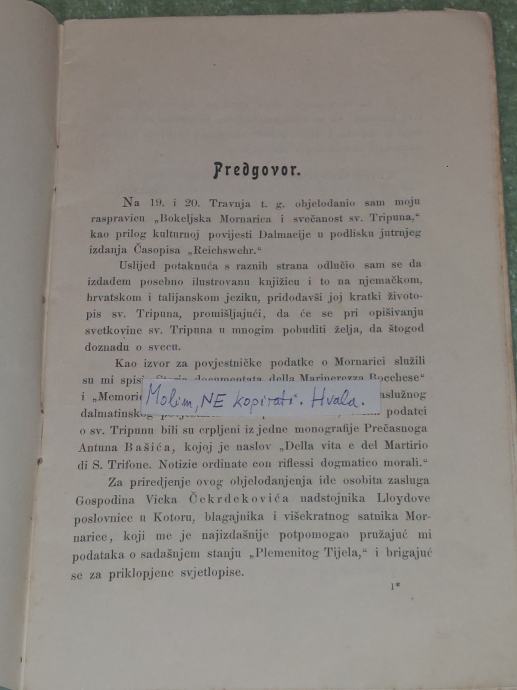 Predgovor.
Na 19. i 20. Travnja t. g. objelodanio sam moju
raspravicu „Bokeljska Mornarica i svečanost sv. Tripuna,“
kao prilog kulturnoj povijesti Dalmacije u podlisku jutrnjeg
izdanja Časopisa „Reichswehr.“
Uslijed potaknuća s raznih strana odlučio sam se da
izdadem posebno ilustrovanu knjižicu i to na njemačkom,
hrvatskom i talijanskom jeziku, pridodavši joj kratki životo-
pis sv. Tripuna, promišljajući, da će se pri opišivanju
svetkovine sv. Tripuna u mnogim pobuditi želja, da štogod
doznadu o svecu.
Kao izvor za povjestničke podatke o Mornarici služili
su mi spisi „Storia documentata della Marinerezza Bocchese“
i „Memorie
Molim, NE kopirati. Hvala.
zaslužnog
dalmatinskog podatci
o sv. Tripunu bili su crpljeni iz jedne monografije Prečasnoga
Antuna Bašića, kojoj je naslov „Della vita e del Martirio
di S. Trifone. Notizie ordinate con riflessi dogmatico morali.“
Za priredjenje ovog objelodanjenja ide osobita zasluga
Gospodina Vicka Čekrdekovića nadstojnika Lloydove
poslovnice u Kotoru, blagajnika i višekratnog satnika Mor-
narice, koji me je najizdašnije potpomogao pružajuć mi
podataka o sadašnjem stanju „Plemenitog Tijela,“ i brigajuć
se za priklopjene svjetlopise.
1*